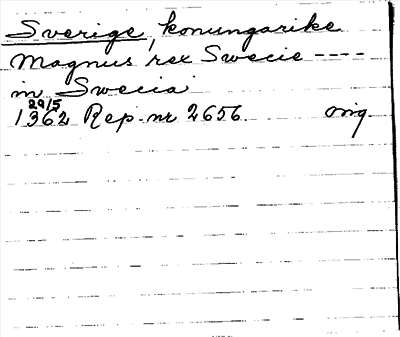 Sverige, konungarike
Magnus rex Swecie ----
in Swecia
29/5
1362 Rep. nr 2656. orig.